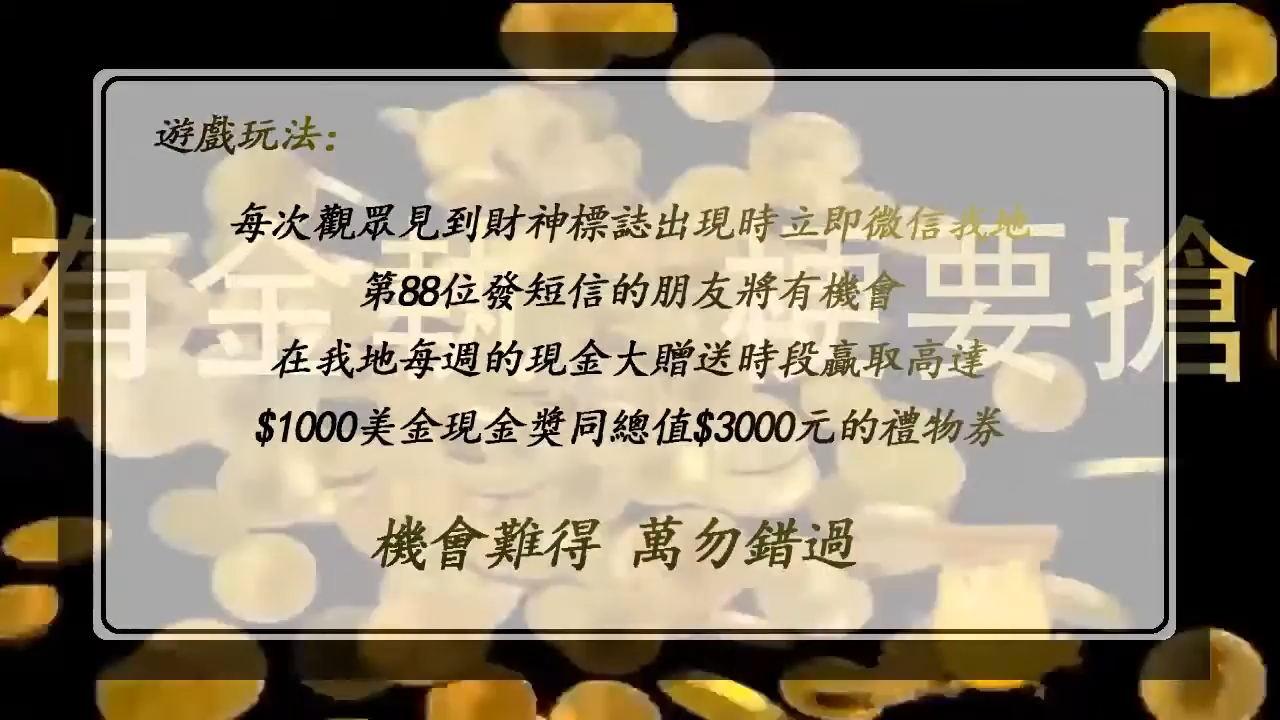 遊戲玩法:
每次觀眾見到財神標誌出現時立即微信我地
第88位發短信的朋友將有機會
在我地每週的現金大贈送時段贏取高達
$1000美金現金獎同總值$3000元的禮物券
機會難得 萬勿錯過
有金 要搶